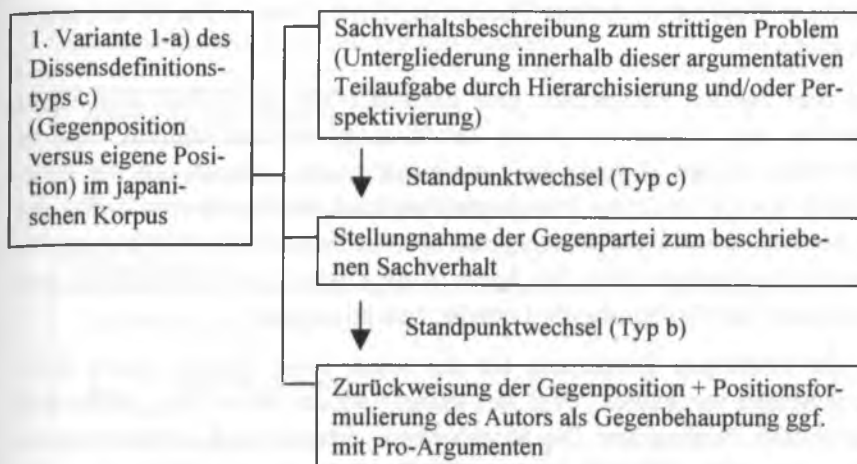 1. Variante 1-a) des
Dissensdefinitions-
typs c)
(Gegenposition
versus eigene Posi-
tion) im japani-
schen Korpus
Sachverhaltsbeschreibung zum strittigen Problem
(Untergliederung innerhalb dieser argumentativen
Teilaufgabe durch Hierarchisierung und/oder Per-
spektivierung)
Standpunktwechsel (Typ c)
Stellungnahme der Gegenpartei zum beschriebe-
nen Sachverhalt
Standpunktwechsel (Typ b)
Zurückweisung der Gegenposition + Positionsfor-
mulierung des Autors als Gegenbehauptung ggf.
mit Pro-Argumenten